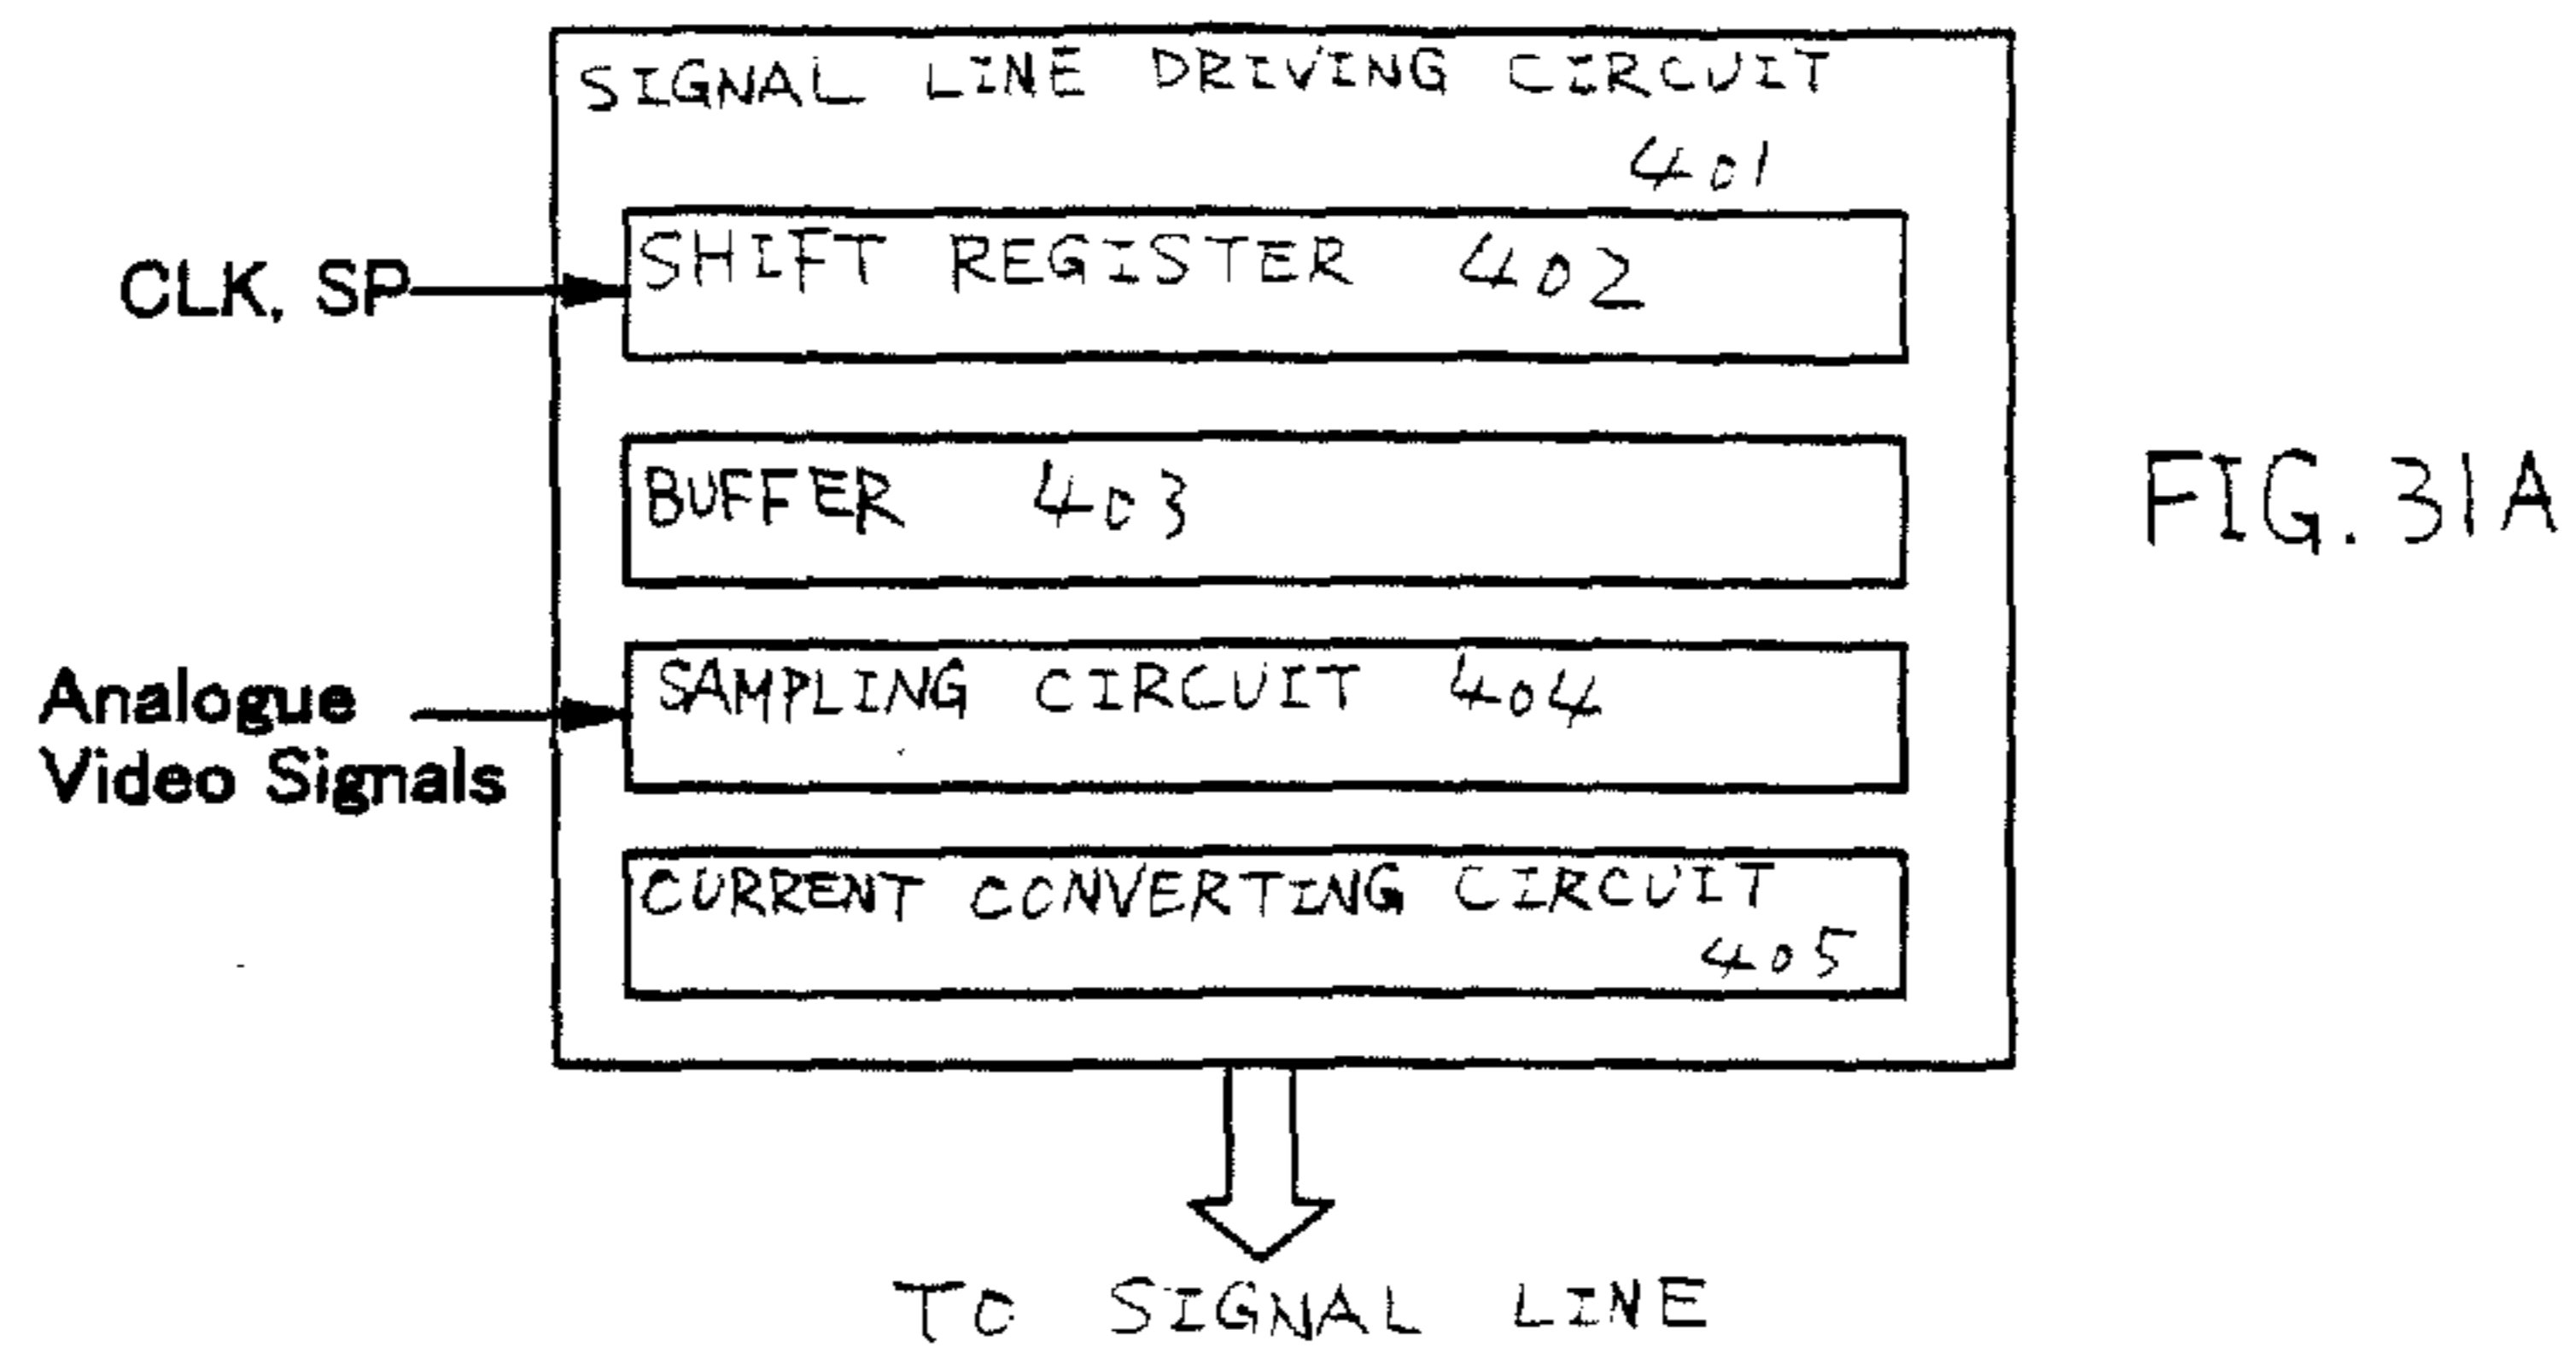 SIGNAL LINE DRIVING CIRCUIT
401
CLK, SP
SHIFT REGISTER 402
BUFFER 403
FIG. 31A
Analogue
Video Signals
SAMPLING CIRCUIT 404
CURRENT CONVERTING CIRCUIT
405
TO SIGNAL LINE